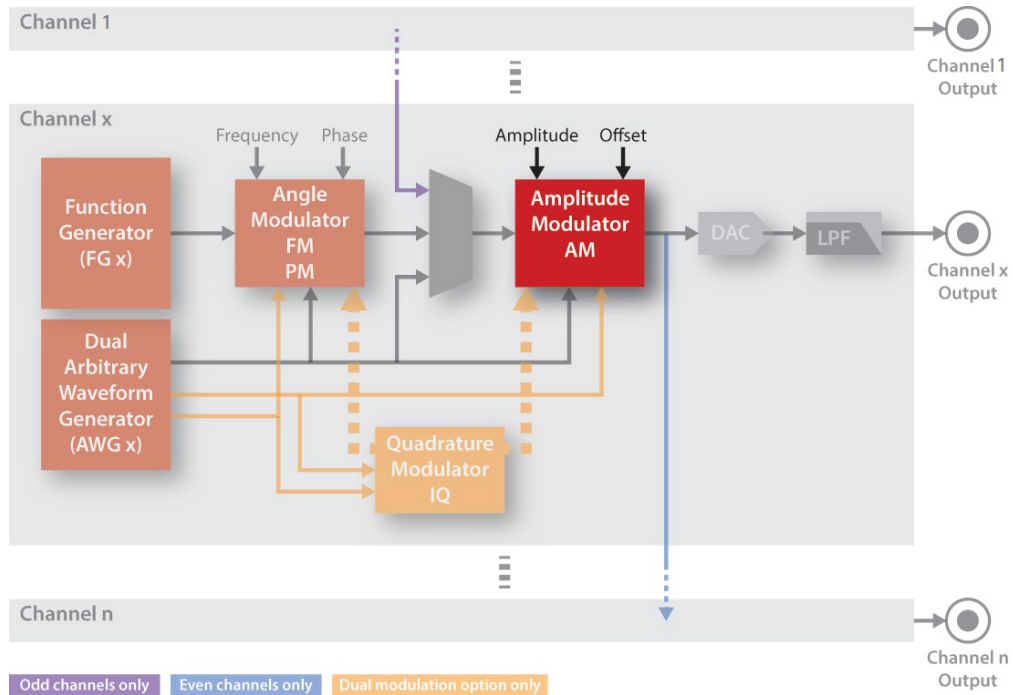 Channel 1
Channel 1
Output
Channel x
Frequency
Phase
Amplitude
Offset
Function
Generator
(FG x)
Angle
Modulator
FM
PM
Amplitude
Modulator
AM
DAC
LPF
Channel x
Output
Dual
Arbitrary
Waveform
Generator
(AWG x)
Quadrature
Modulator
IQ
Channel n
Channel n
Output
Odd channels only
Even channels only
Dual modulation option only